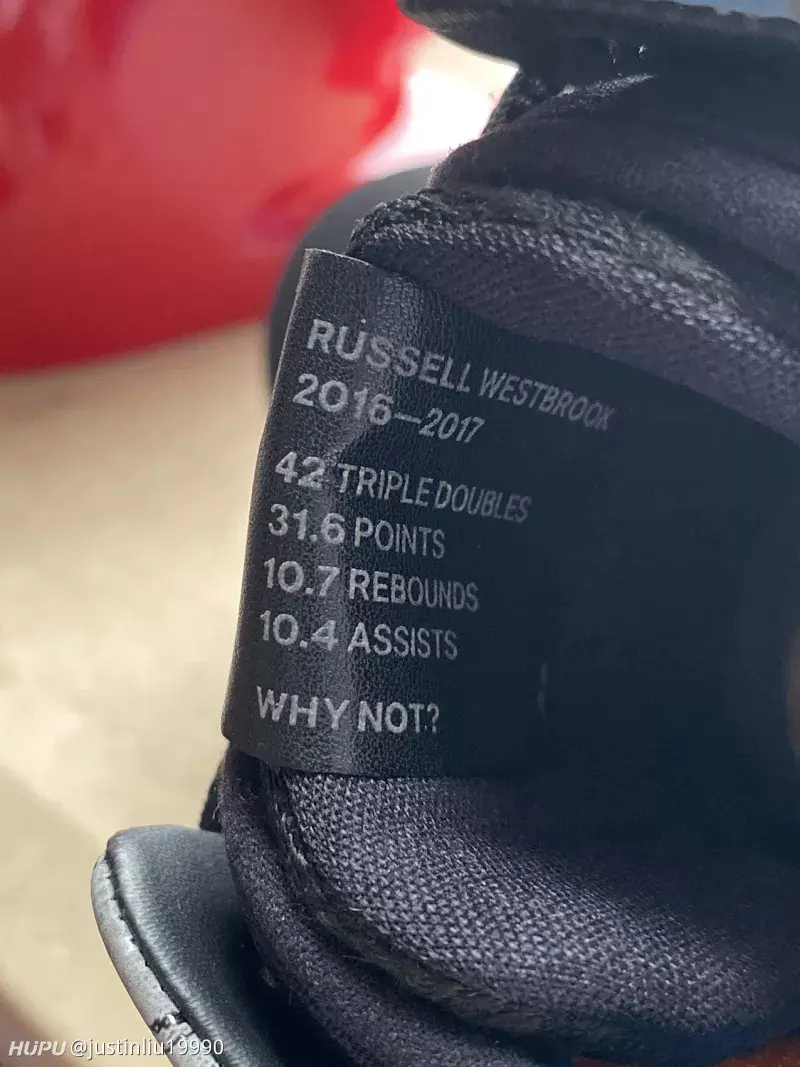 RUSSELL WESTBROOK
2016—2017
42 TRIPLE DOUBLES
31.6 POINTS
10.7 REBOUNDS
10.4 ASSISTS
WHY NOT?
HUPU @justinliu19990